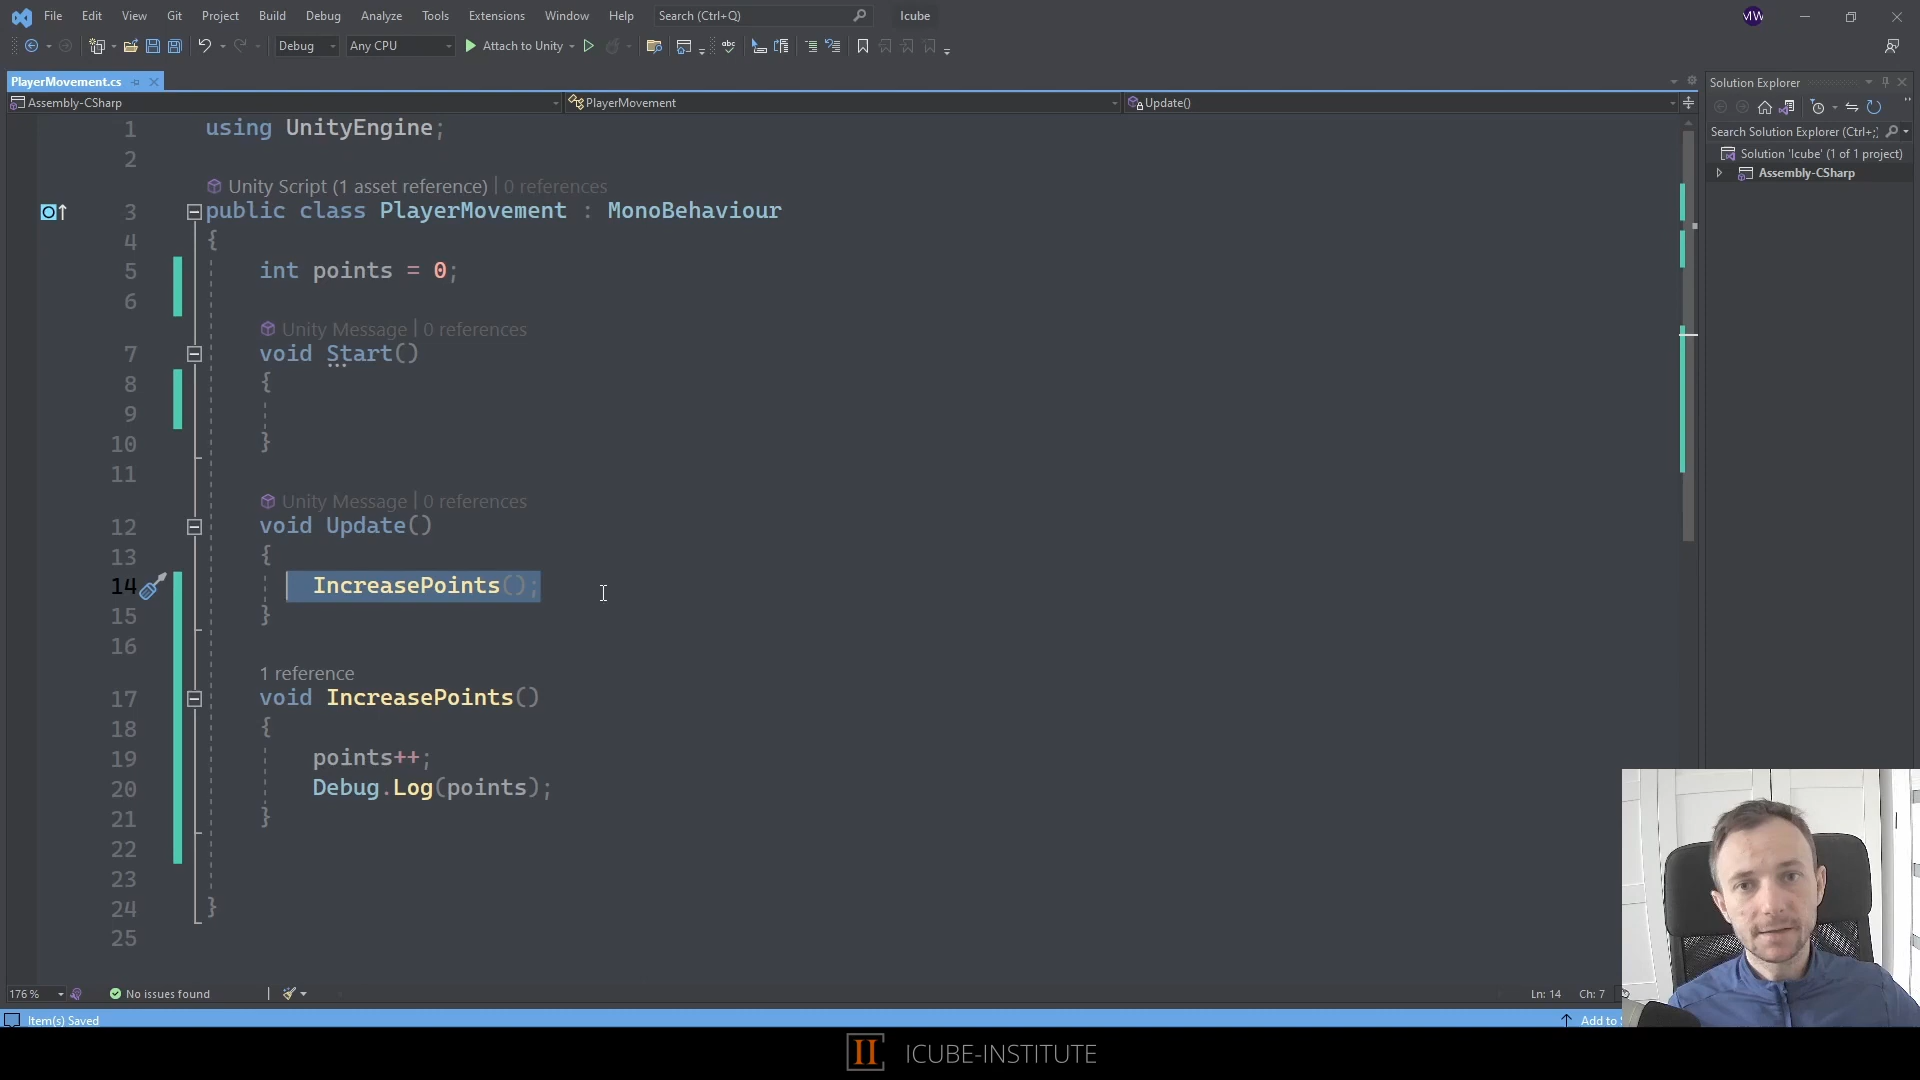 File Edit View Git Project Build Debug Analyze Tools Extensions Window Help Search (Ctrl+Q) Icube MW
Debug Any CPU Attach to Unity
PlayerMovement.cs
Assembly-CSharp PlayerMovement Update()
1 using UnityEngine;
2
Unity Script (1 asset reference) | 0 references
3 public class PlayerMovement : MonoBehaviour
4 {
5 int points = 0;
6
Unity Message | 0 references
7 void Start()
8 {
9
10 }
11
Unity Message | 0 references
12 void Update()
13 {
14 IncreasePoints();
15 }
16
1 reference
17 void IncreasePoints()
18 {
19 points++;
20 Debug.Log(points);
21 }
22
23
24 }
25
Solution Explorer
Search Solution Explorer (Ctrl+;)
Solution 'Icube' (1 of 1 project)
Assembly-CSharp
176 % No issues found Ln: 14 Ch: 7
Item(s) Saved Add to
ICUBE-INSTITUTE